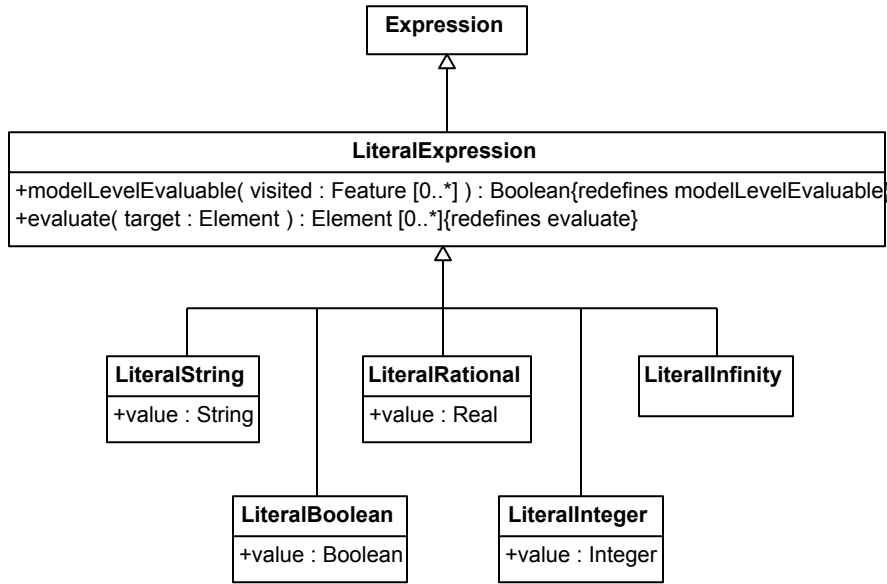 Expression
LiteralExpression
+modelLevelEvaluable( visited : Feature [0..*] ) : Boolean{redefines modelLevelEvaluable}
+evaluate( target : Element ) : Element [0..*]{redefines evaluate}
LiteralString
+value : String
LiteralRational
+value : Real
LiteralInfinity
LiteralBoolean
+value : Boolean
LiteralInteger
+value : Integer